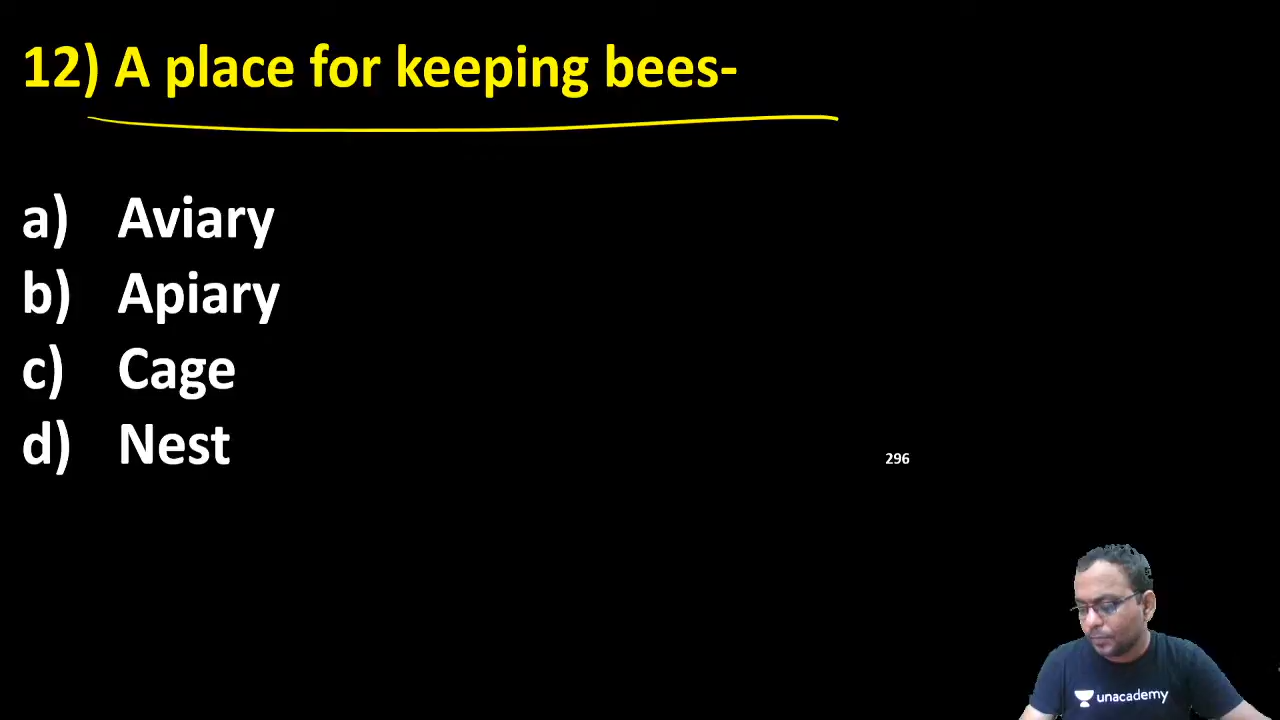 12) A place for keeping bees-
a) Aviary
b) Apiary
c) Cage
d) Nest
296
unacademy